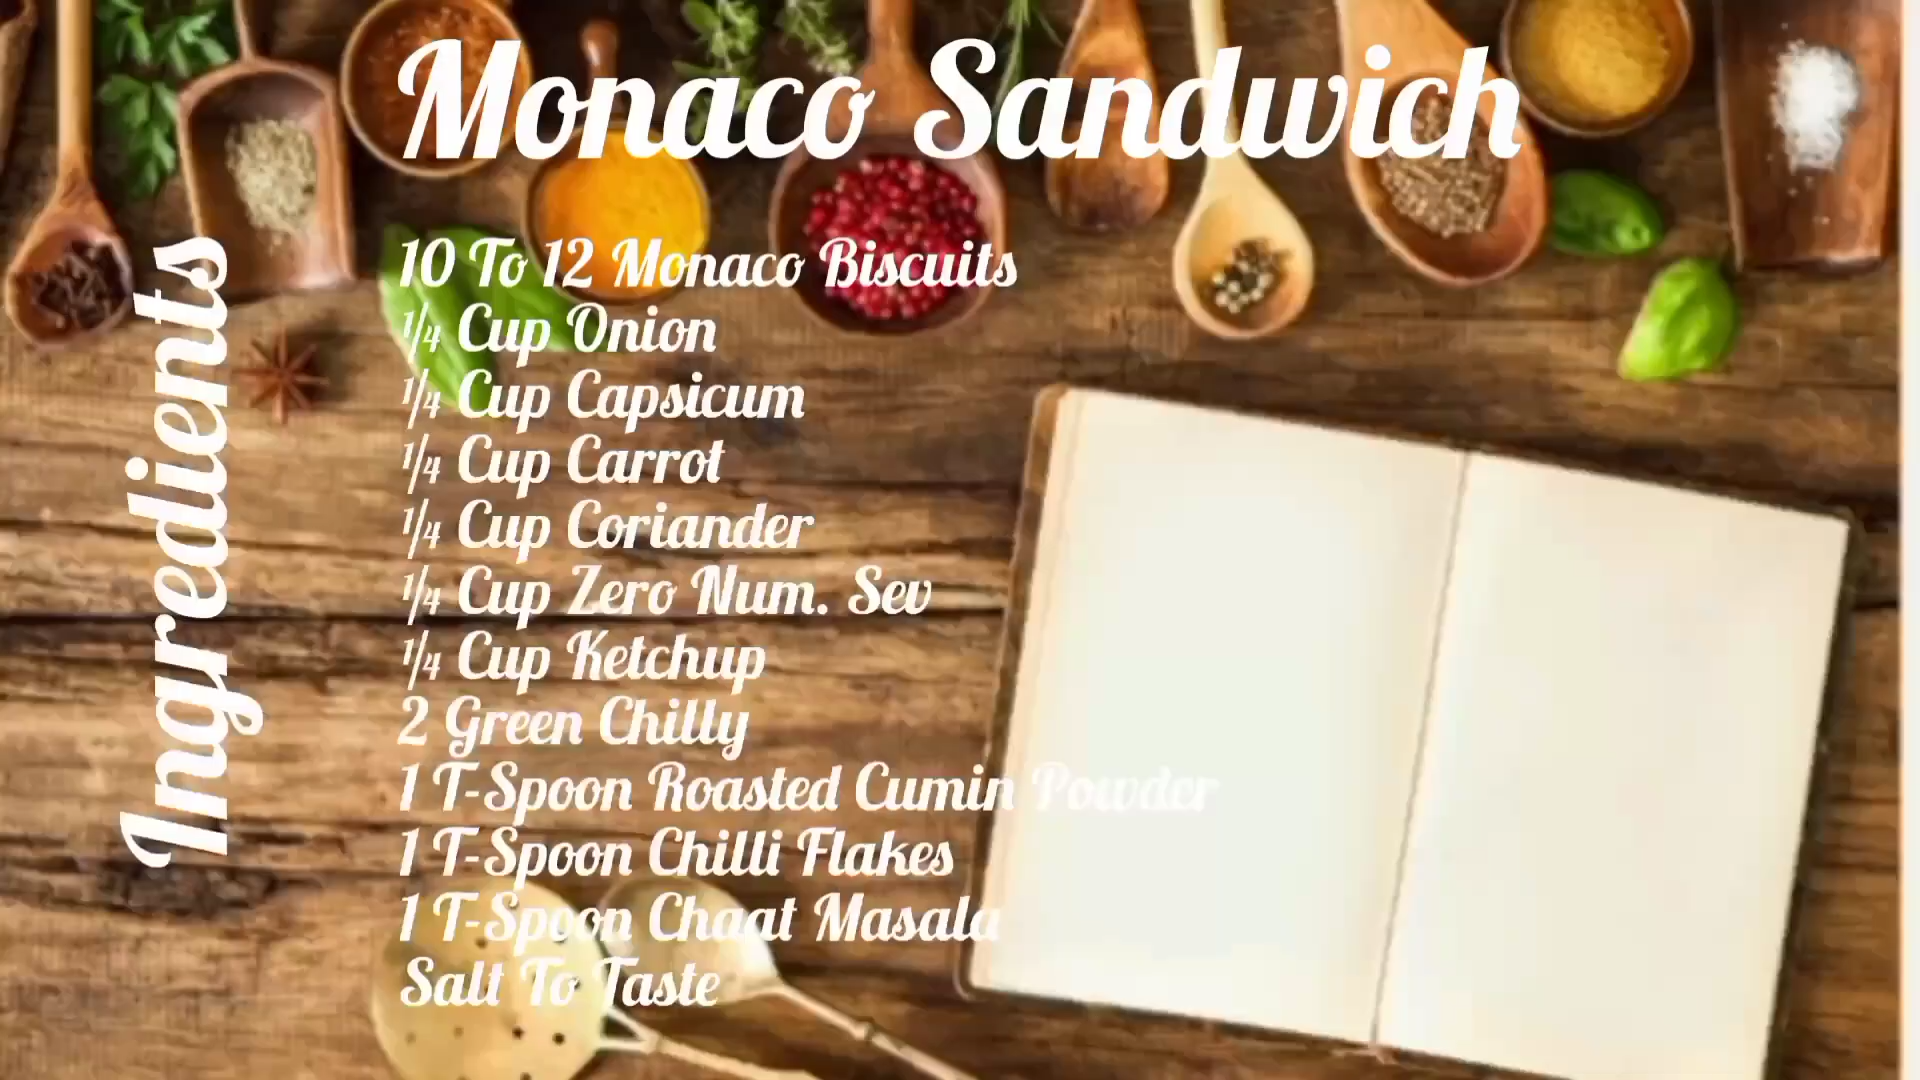 Monaco Sandwich
Ingredients
10 To 12 Monaco Biscuits
¼ Cup Onion
¼ Cup Capsicum
¼ Cup Carrot
¼ Cup Coriander
¼ Cup Zero Num. Sev
¼ Cup Ketchup
2 Green Chilly
1 T-Spoon Roasted Cumin Powder
1 T-Spoon Chilli Flakes
1 T-Spoon Chaat Masala
Salt To Taste